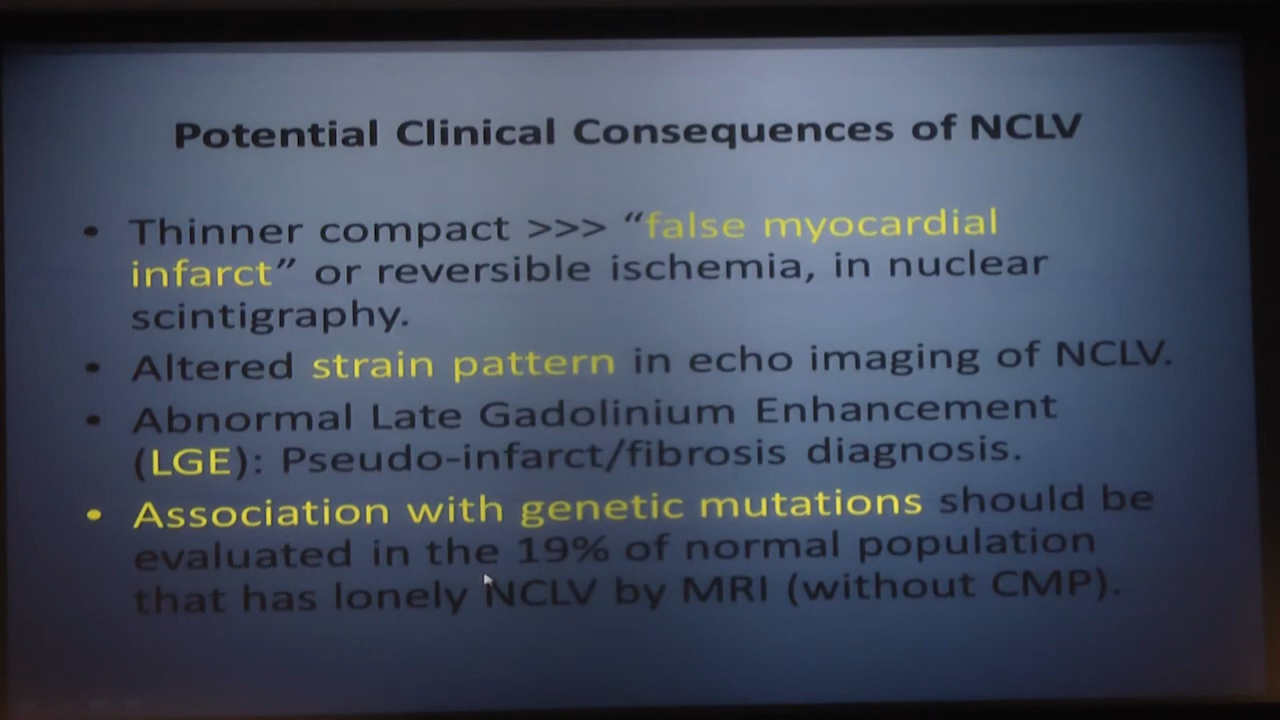 Potential Clinical Consequences of NCLV
• Thinner compact >>> “false myocardial
infarct” or reversible ischemia, in nuclear
scintigraphy.
• Altered strain pattern in echo imaging of NCLV.
• Abnormal Late Gadolinium Enhancement
(LGE): Pseudo-infarct/fibrosis diagnosis.
• Association with genetic mutations should be
evaluated in the 19% of normal population
that has lonely NCLV by MRI (without CMP).